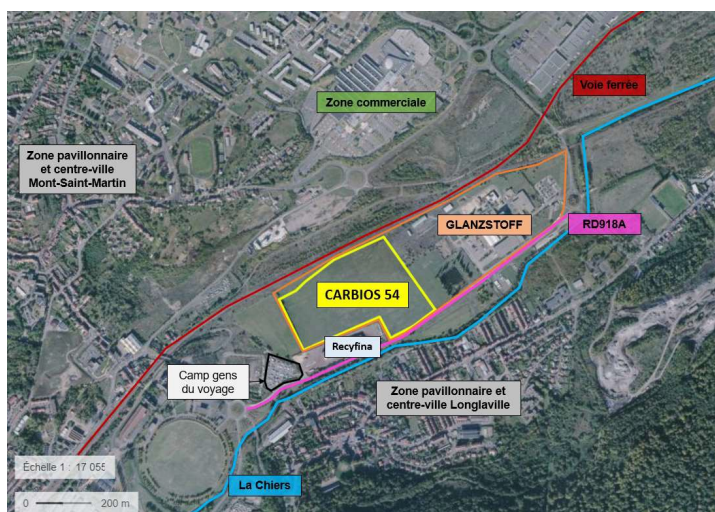 Voie ferrée
Zone commerciale
Zone pavillonnaire
et centre-ville
Mont-Saint-Martin
GLANZSTOFF
RD918A
CARBIOS 54
Recyfina
Camp gens
du voyage
Zone pavillonnaire et
centre-ville Longlaville
Échelle 1 : 17 055
La Chiers
0
200 m